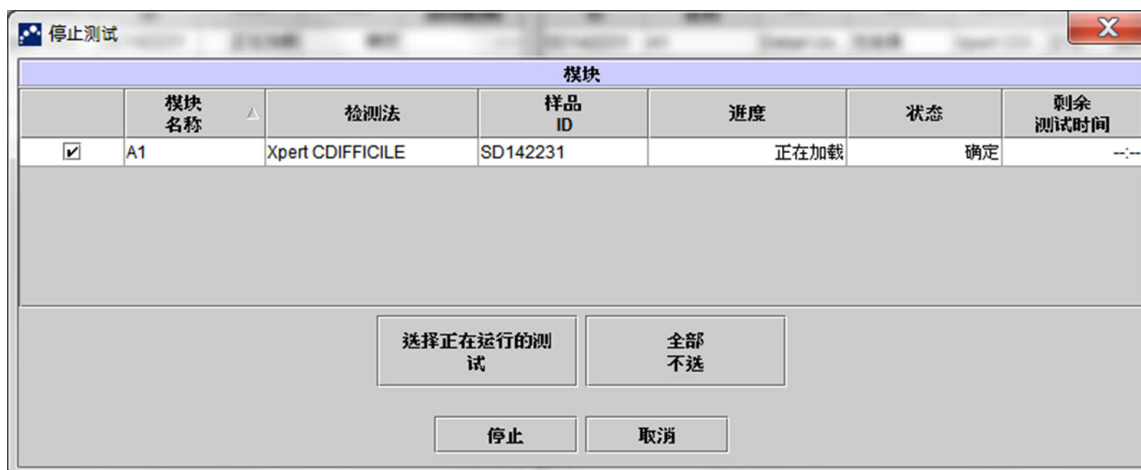 停止测试
模块
模块
名称
检测法
样品
ID
进度
状态
剩余
测试时间
A1 Xpert CDIFFICILE SD142231 正在加载 确定 --:--
选择正在运行的测
试
全部
不选
停止 取消